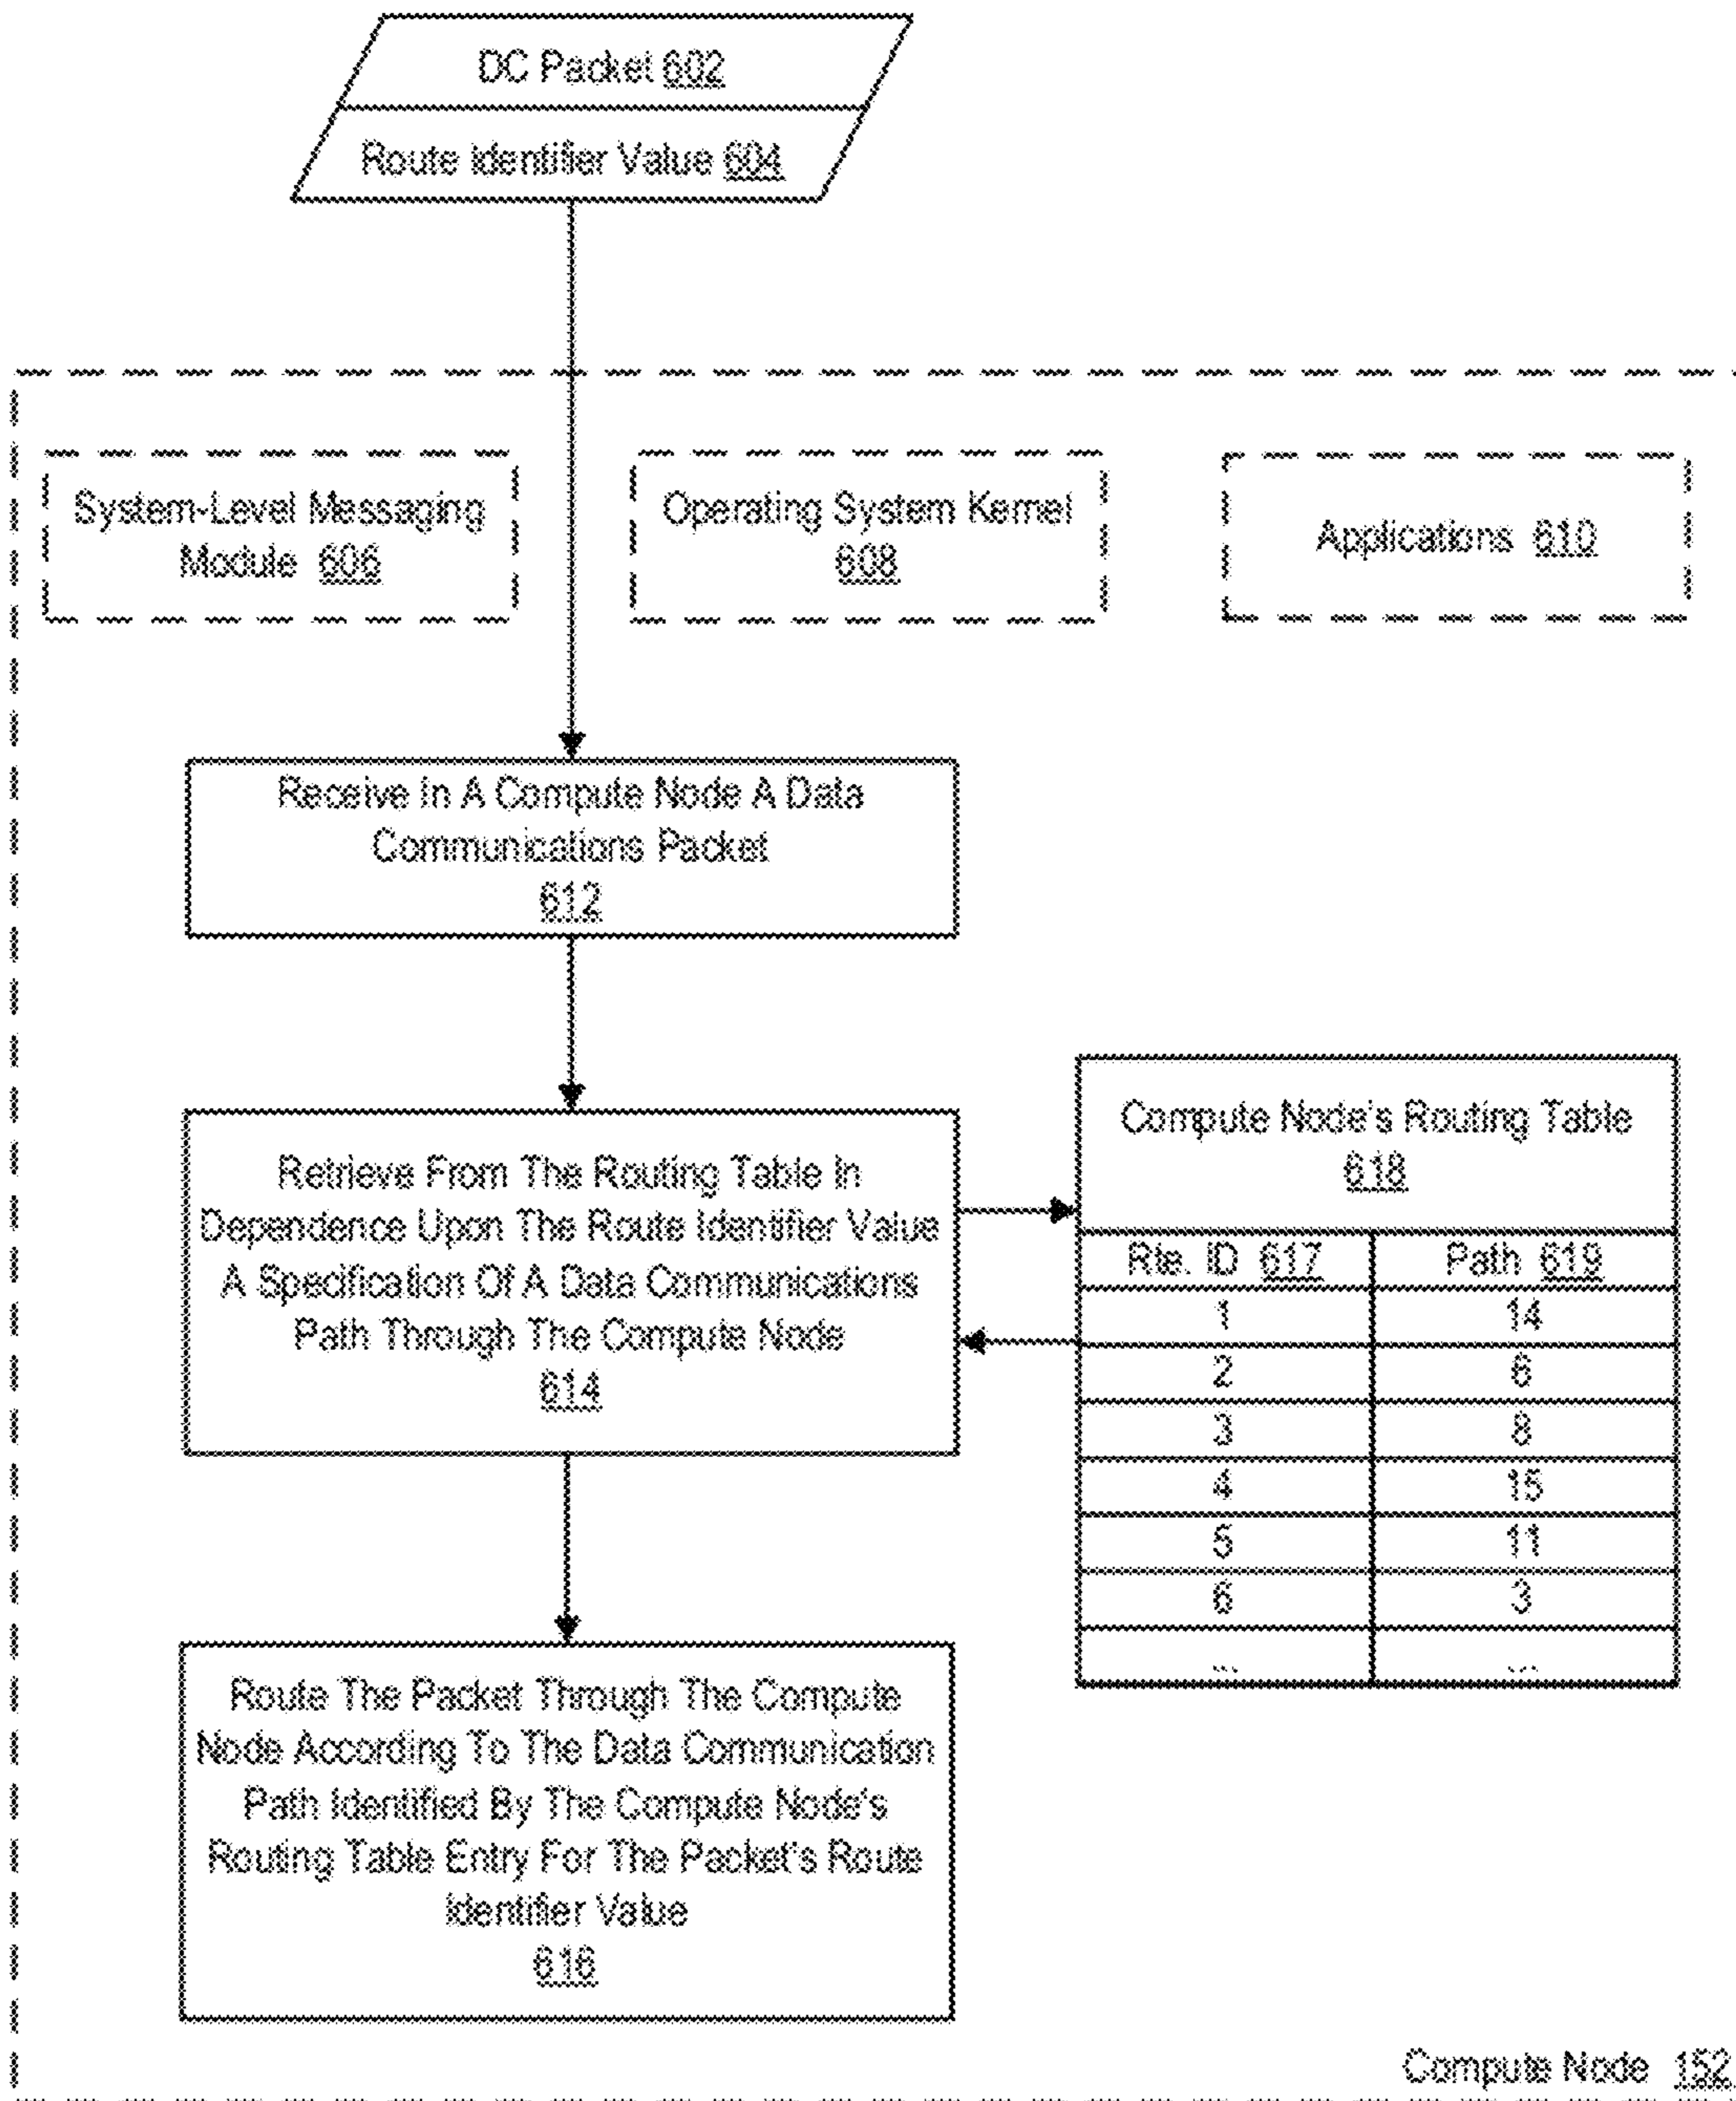 DC Packet 602
Route Identifier Value 604
System-Level Messaging
Module 606
Operating System Kernel
608
Applications 610
Receive In A Compute Node A Data
Communications Packet
612
Retrieve From The Routing Table In
Dependence Upon The Route Identifier Value
A Specification Of A Data Communications
Path Through The Compute Node
614
Compute Node's Routing Table
618
Rte. ID 617 Path 619
1 14
2 6
3 8
4 15
5 11
6 3
... ...
Route The Packet Through The Compute
Node According To The Data Communication
Path Identified By The Compute Node's
Routing Table Entry For The Packet's Route
Identifier Value
616
Compute Node 152